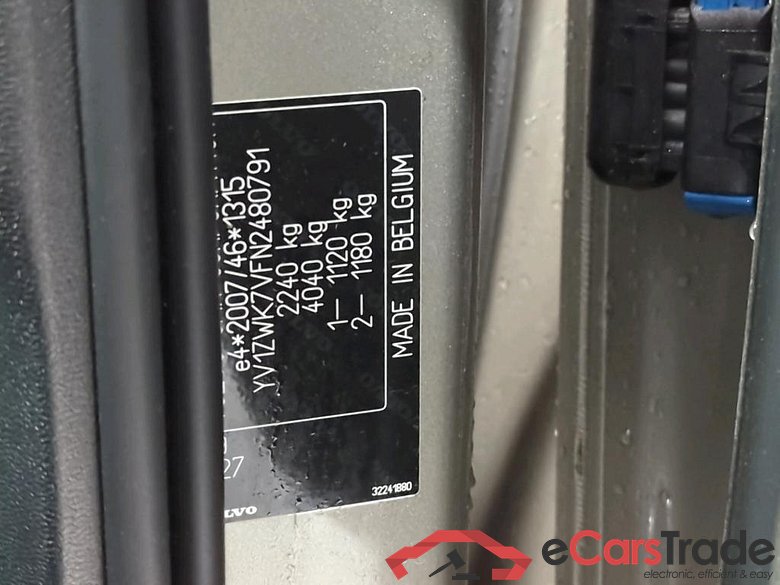 e4*2007/46*1315
YV1ZWK7VFN2480791
2240 kg
4040 kg
1– 1120 kg
2– 1180 kg
MADE IN BELGIUM
27
LVO
32241880
eCarsTrade
electronic, efficient & easy